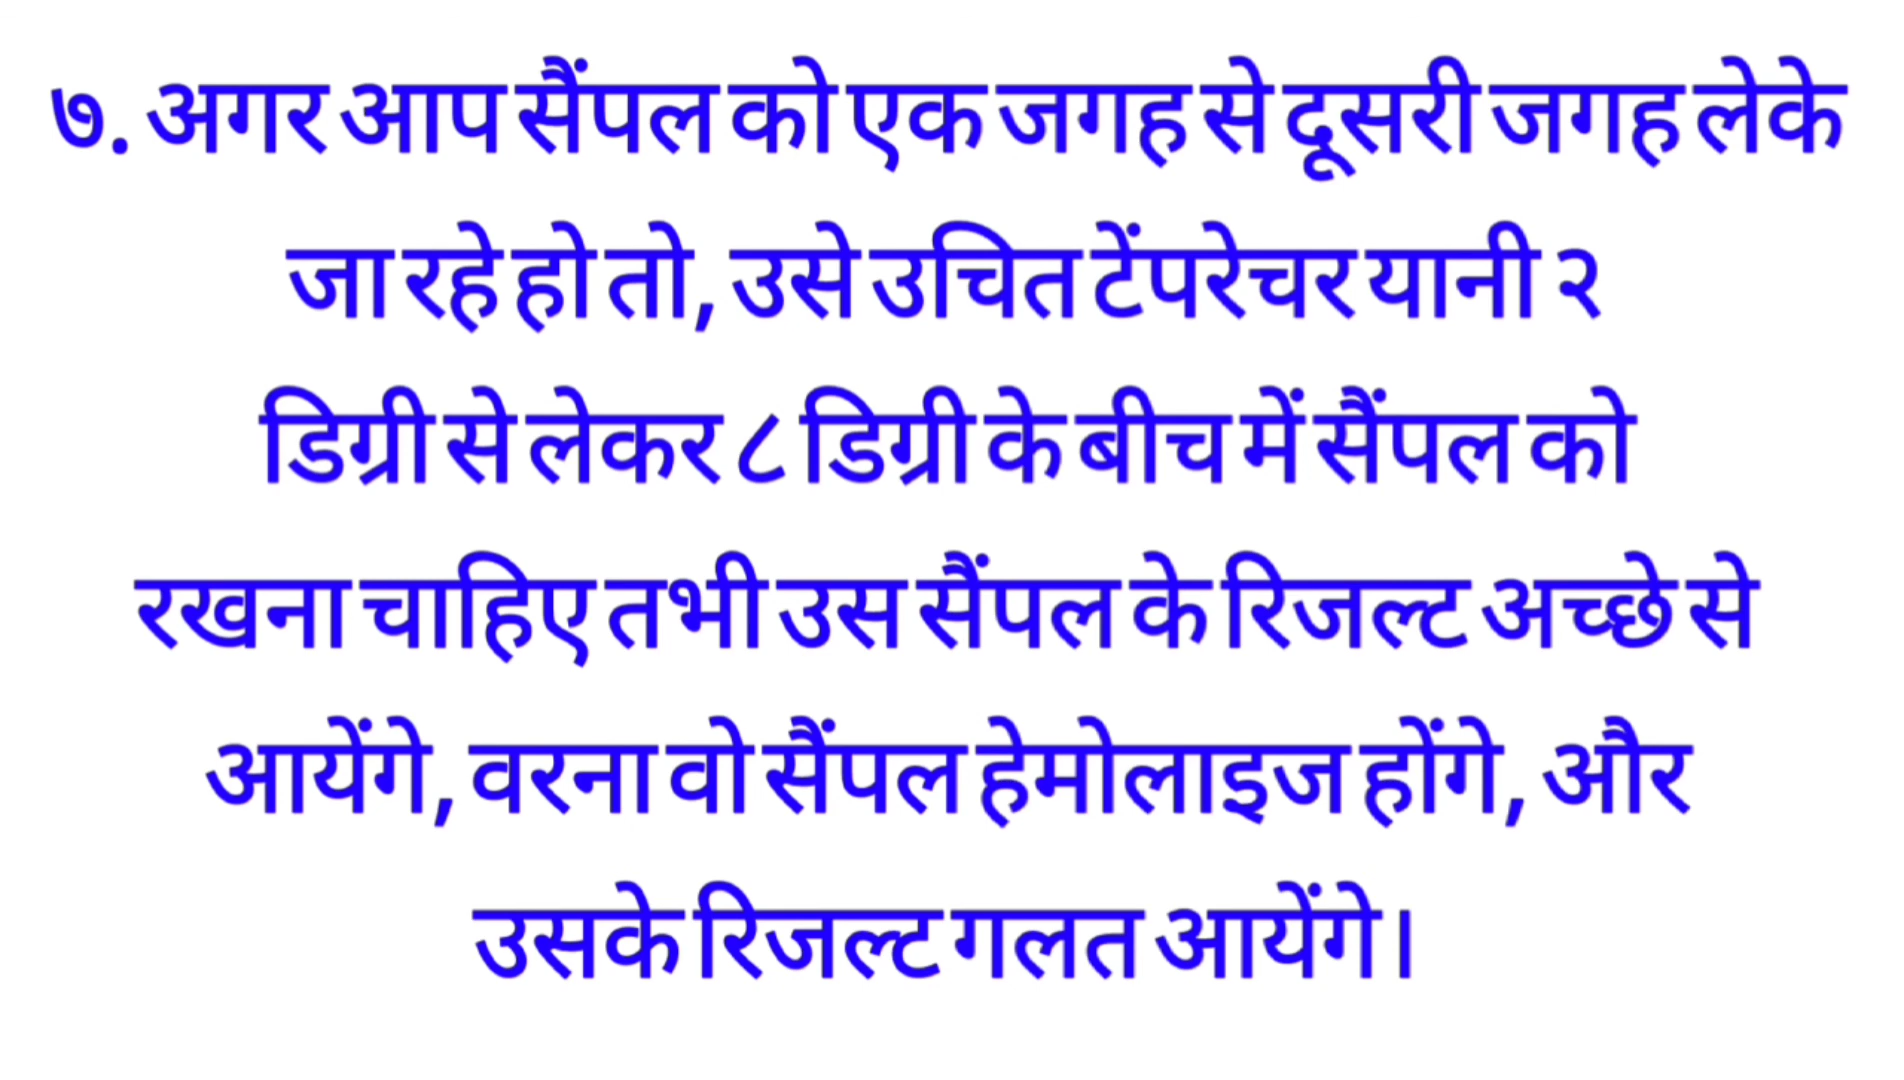 ७. अगर आप सैंपल को एक जगह से दूसरी जगह लेके
जा रहे हो तो, उसे उचित टेंपरेचर यानी २
डिग्री से लेकर ८ डिग्री के बीच में सैंपल को
रखना चाहिए तभी उस सैंपल के रिजल्ट अच्छे से
आयेंगे, वरना वो सैंपल हेमोलाइज होंगे, और
उसके रिजल्ट गलत आयेंगे।